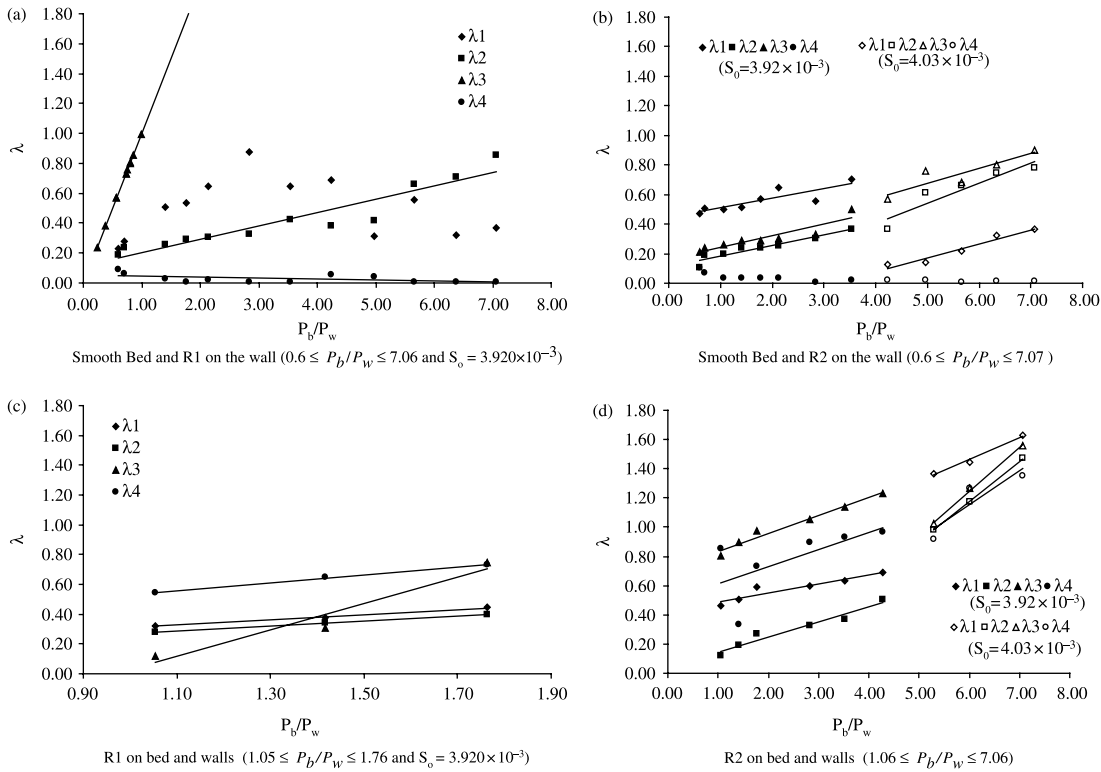 (a)
1.80
1.60
1.40
1.20
1.00
0.80
0.60
0.40
0.20
0.00
λ
λ1
λ2
λ3
λ4
0.00 1.00 2.00 3.00 4.00 5.00 6.00 7.00 8.00
Pb/Pw
Smooth Bed and R1 on the wall (0.6 ≤ Pb/Pw ≤ 7.06 and So = 3.920×10−3)
(b)
1.80
1.60
1.40
1.20
1.00
0.80
0.60
0.40
0.20
0.00
λ
λ1 λ2 λ3 λ4
(S0=3.92×10−3)
λ1 λ2 λ3 λ4
(S0=4.03×10−3)
0.00 1.00 2.00 3.00 4.00 5.00 6.00 7.00 8.00
Pb/Pw
Smooth Bed and R2 on the wall (0.6 ≤ Pb/Pw ≤ 7.07 )
(c)
1.80
1.60
1.40
1.20
1.00
0.80
0.60
0.40
0.20
0.00
λ
λ1
λ2
λ3
λ4
0.90 1.10 1.30 1.50 1.70 1.90
Pb/Pw
R1 on bed and walls (1.05 ≤ Pb/Pw ≤ 1.76 and So = 3.920×10−3)
(d)
1.80
1.60
1.40
1.20
1.00
0.80
0.60
0.40
0.20
0.00
λ
λ1 λ2 λ3 λ4
(S0=3.92×10−3)
λ1 λ2 λ3 λ4
(S0=4.03×10−3)
0.00 1.00 2.00 3.00 4.00 5.00 6.00 7.00 8.00
Pb/Pw
R2 on bed and walls (1.06 ≤ Pb/Pw ≤ 7.06)